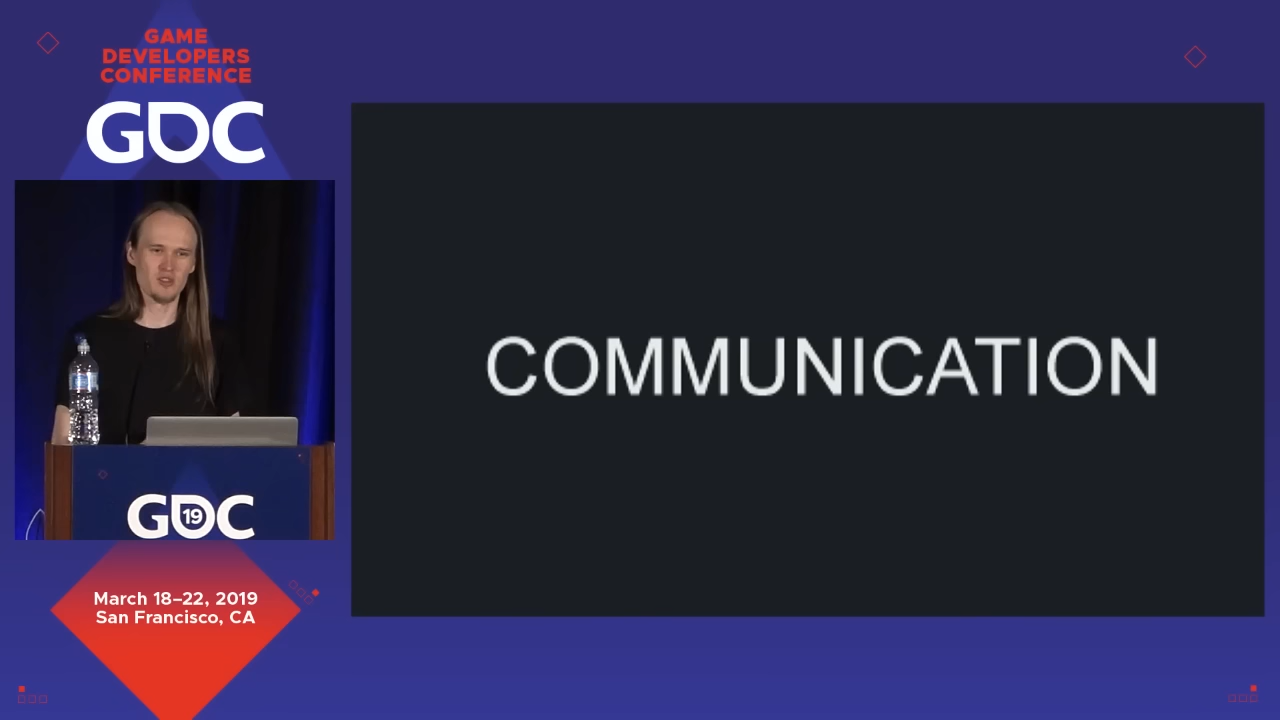 GAME
DEVELOPERS
CONFERENCE
GDC
COMMUNICATION
GDC
19
March 18–22, 2019
San Francisco, CA